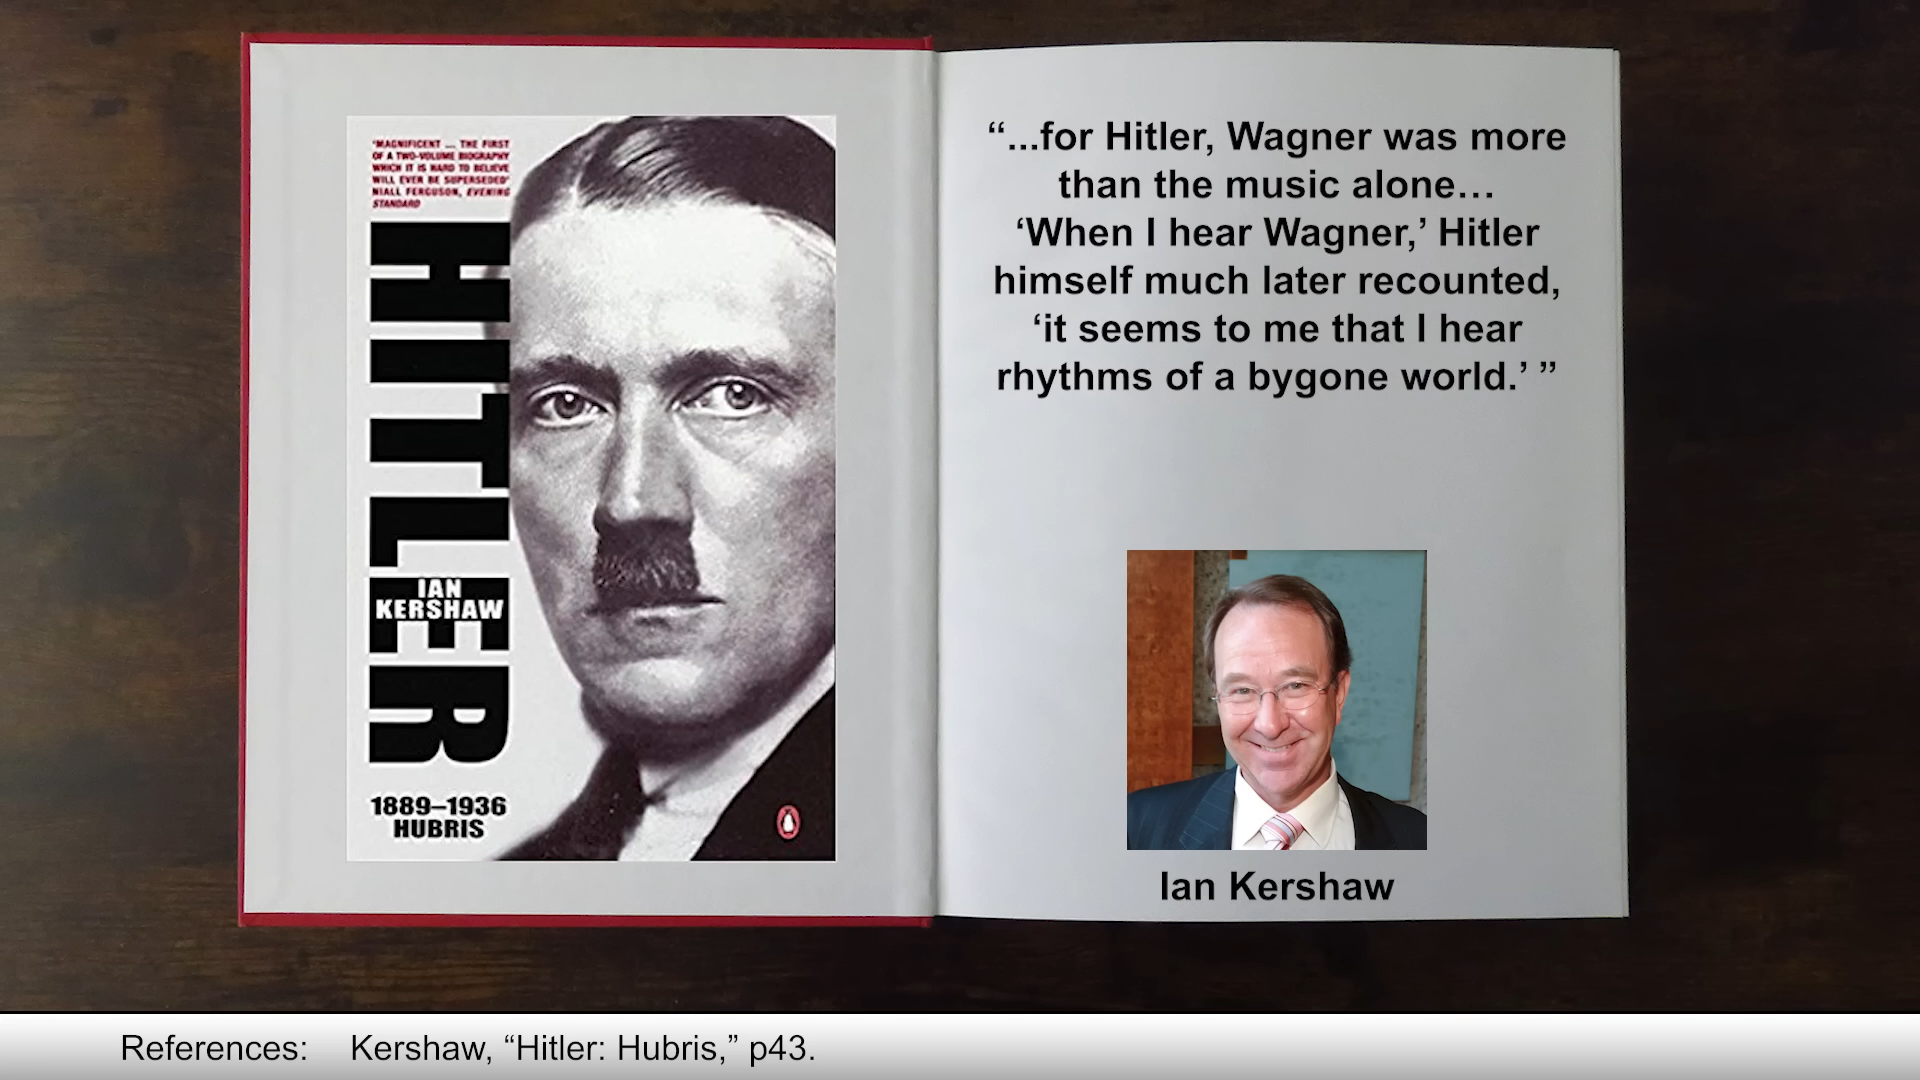 'MAGNIFICENT ... THE FIRST
OF A TWO-VOLUME BIOGRAPHY
WHICH IT IS HARD TO BELIEVE
WILL EVER BE SUPERSEDED'
NIALL FERGUSON, EVENING
STANDARD
HITLER
IAN
KERSHAW
1889–1936
HUBRIS
“...for Hitler, Wagner was more
than the music alone…
‘When I hear Wagner,’ Hitler
himself much later recounted,
‘it seems to me that I hear
rhythms of a bygone world.’ ”
Ian Kershaw
References: Kershaw, “Hitler: Hubris,” p43.